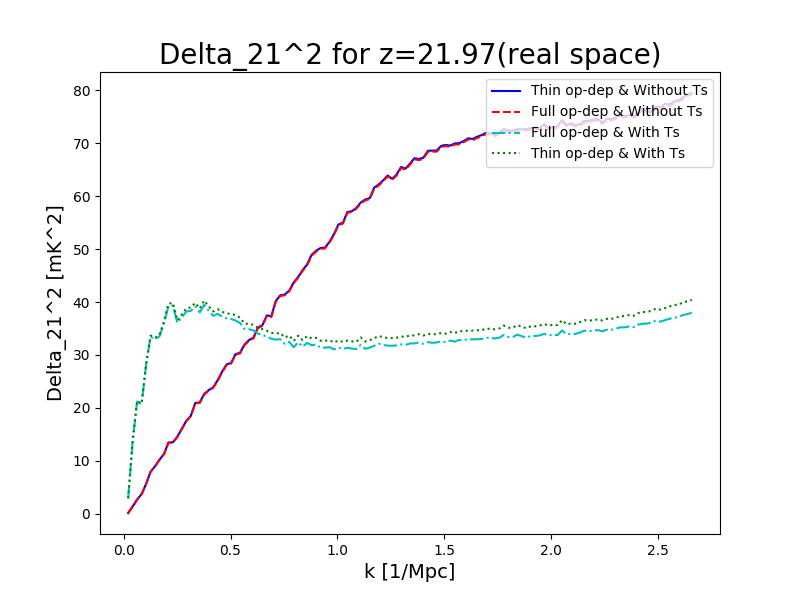 Delta_21^2 for z=21.97(real space)
Thin op-dep & Without Ts
Full op-dep & Without Ts
Full op-dep & With Ts
Thin op-dep & With Ts
Delta_21^2 [mK^2]
80
70
60
50
40
30
20
10
0
0.0 0.5 1.0 1.5 2.0 2.5
k [1/Mpc]